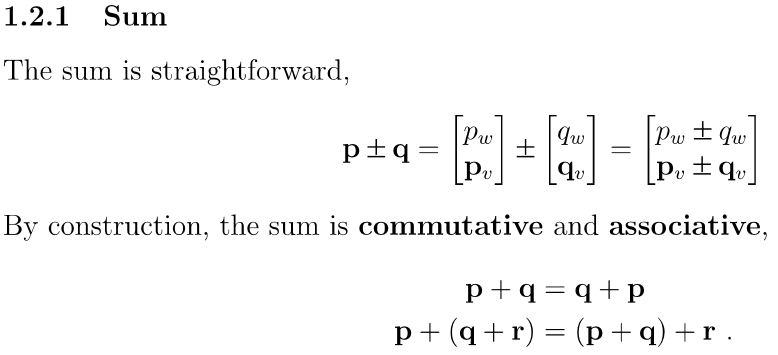 1.2.1 Sum
The sum is straightforward,
p ± q = [p_w; p_v] ± [q_w; q_v] = [p_w ± q_w; p_v ± q_v]
By construction, the sum is commutative and associative,
p + q = q + p
p + (q + r) = (p + q) + r .